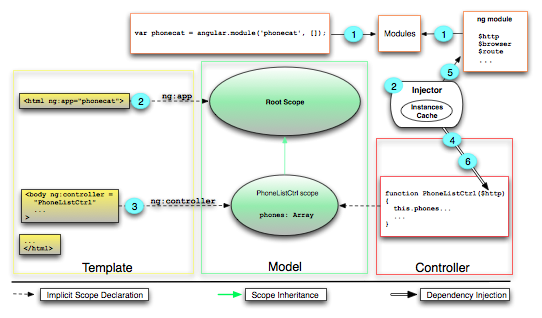 var phonecat = angular.module('phonecat', []);
1
Modules
1
ng module
$http
$browser
$route
...
5
<html ng:app="phonecat">
2
ng:app
Root Scope
2
Injector
Instances
Cache
4
6
<body ng:controller =
"PhoneListCtrl"
...
>
3
ng:controller
PhoneListCtrl scope
phones: Array
function PhoneListCtrl($http)
{
this.phones...
...
}
...
</html>
Template
Model
Controller
Implicit Scope Declaration
Scope Inheritance
Dependency Injection